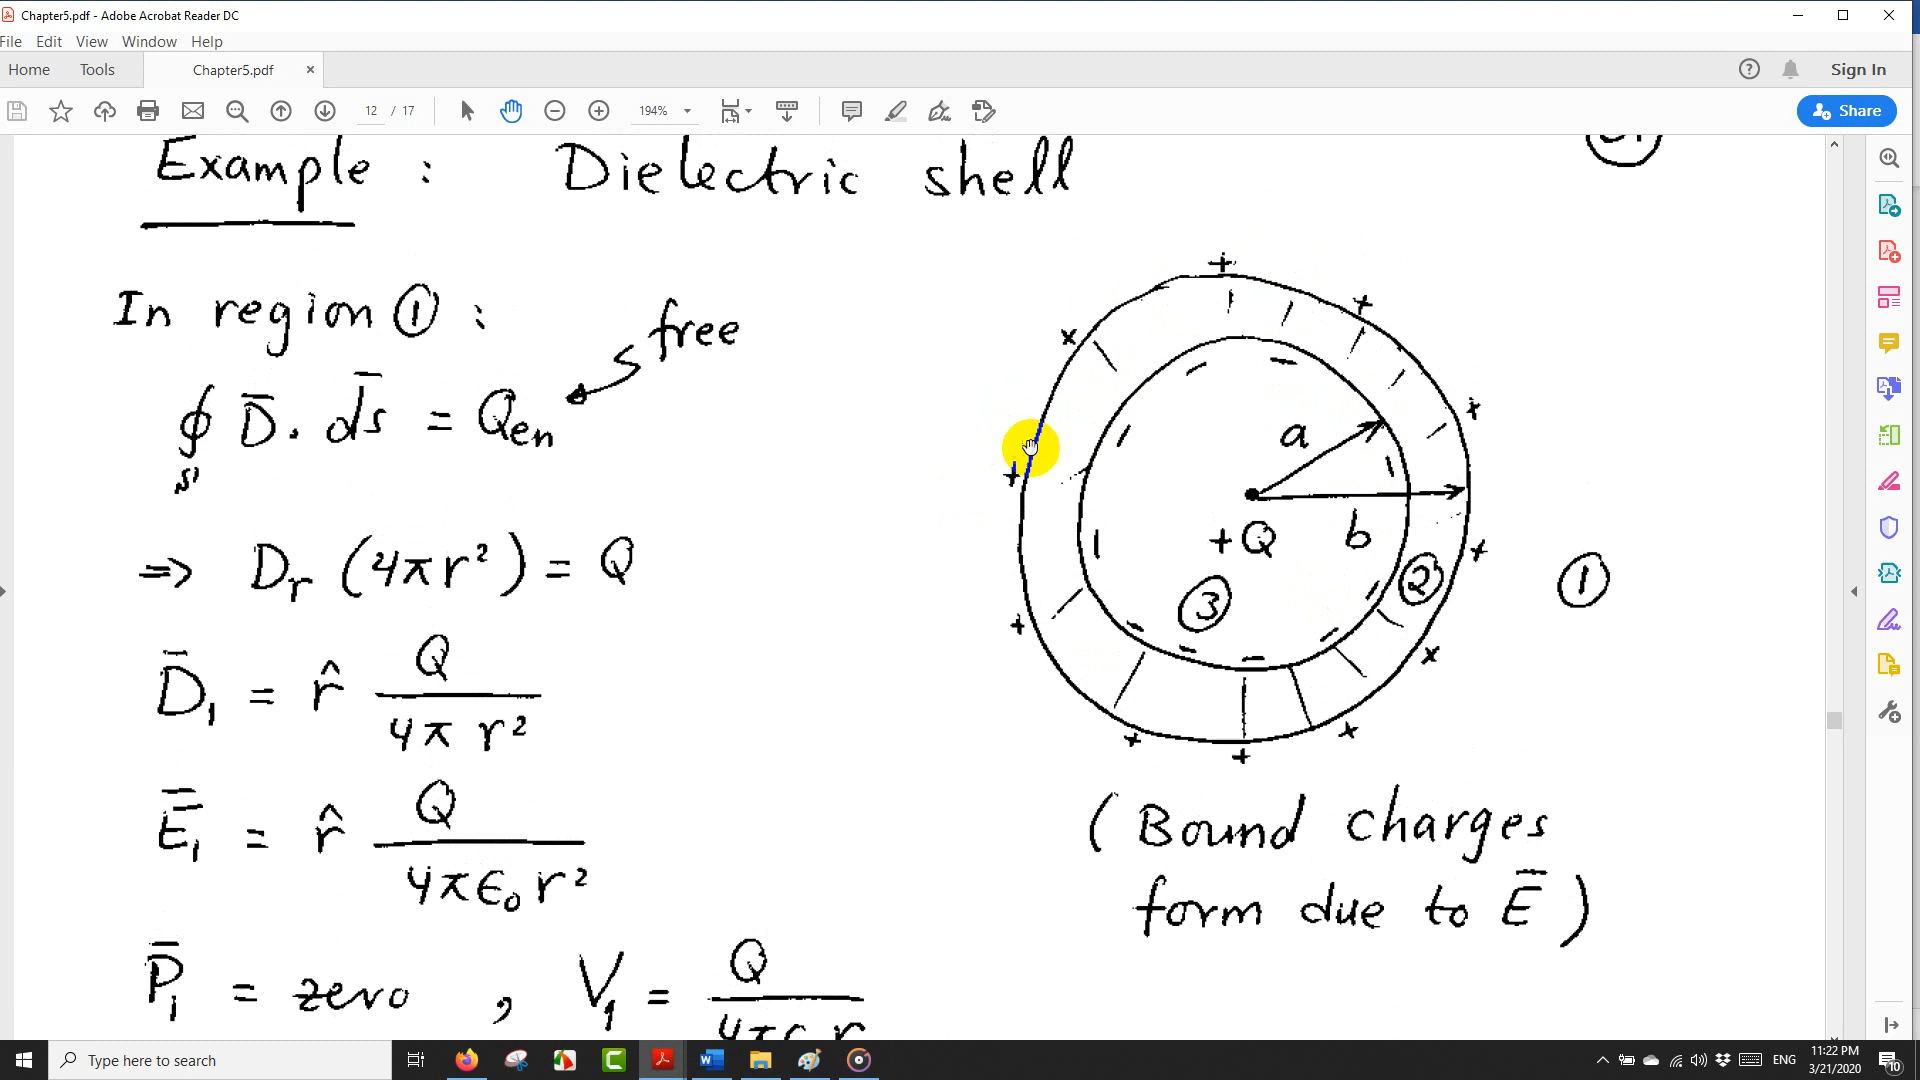 Chapter5.pdf - Adobe Acrobat Reader DC
File Edit View Window Help
Home Tools Chapter5.pdf × Sign In
12 / 17 194% Share
Example : Dielectric shell
In region ① :
free
∮ D̄ . d̄s = Qen
s
⇒ Dr (4πr²) = Q
D̄₁ = r̂ Q
4π r²
Ē₁ = r̂ Q
4πϵ₀ r²
P̄₁ = zero , V₁ = Q
a
b
+Q
②
①
③
( Bound charges
form due to Ē )
Type here to search
ENG
11:22 PM
3/21/2020
10